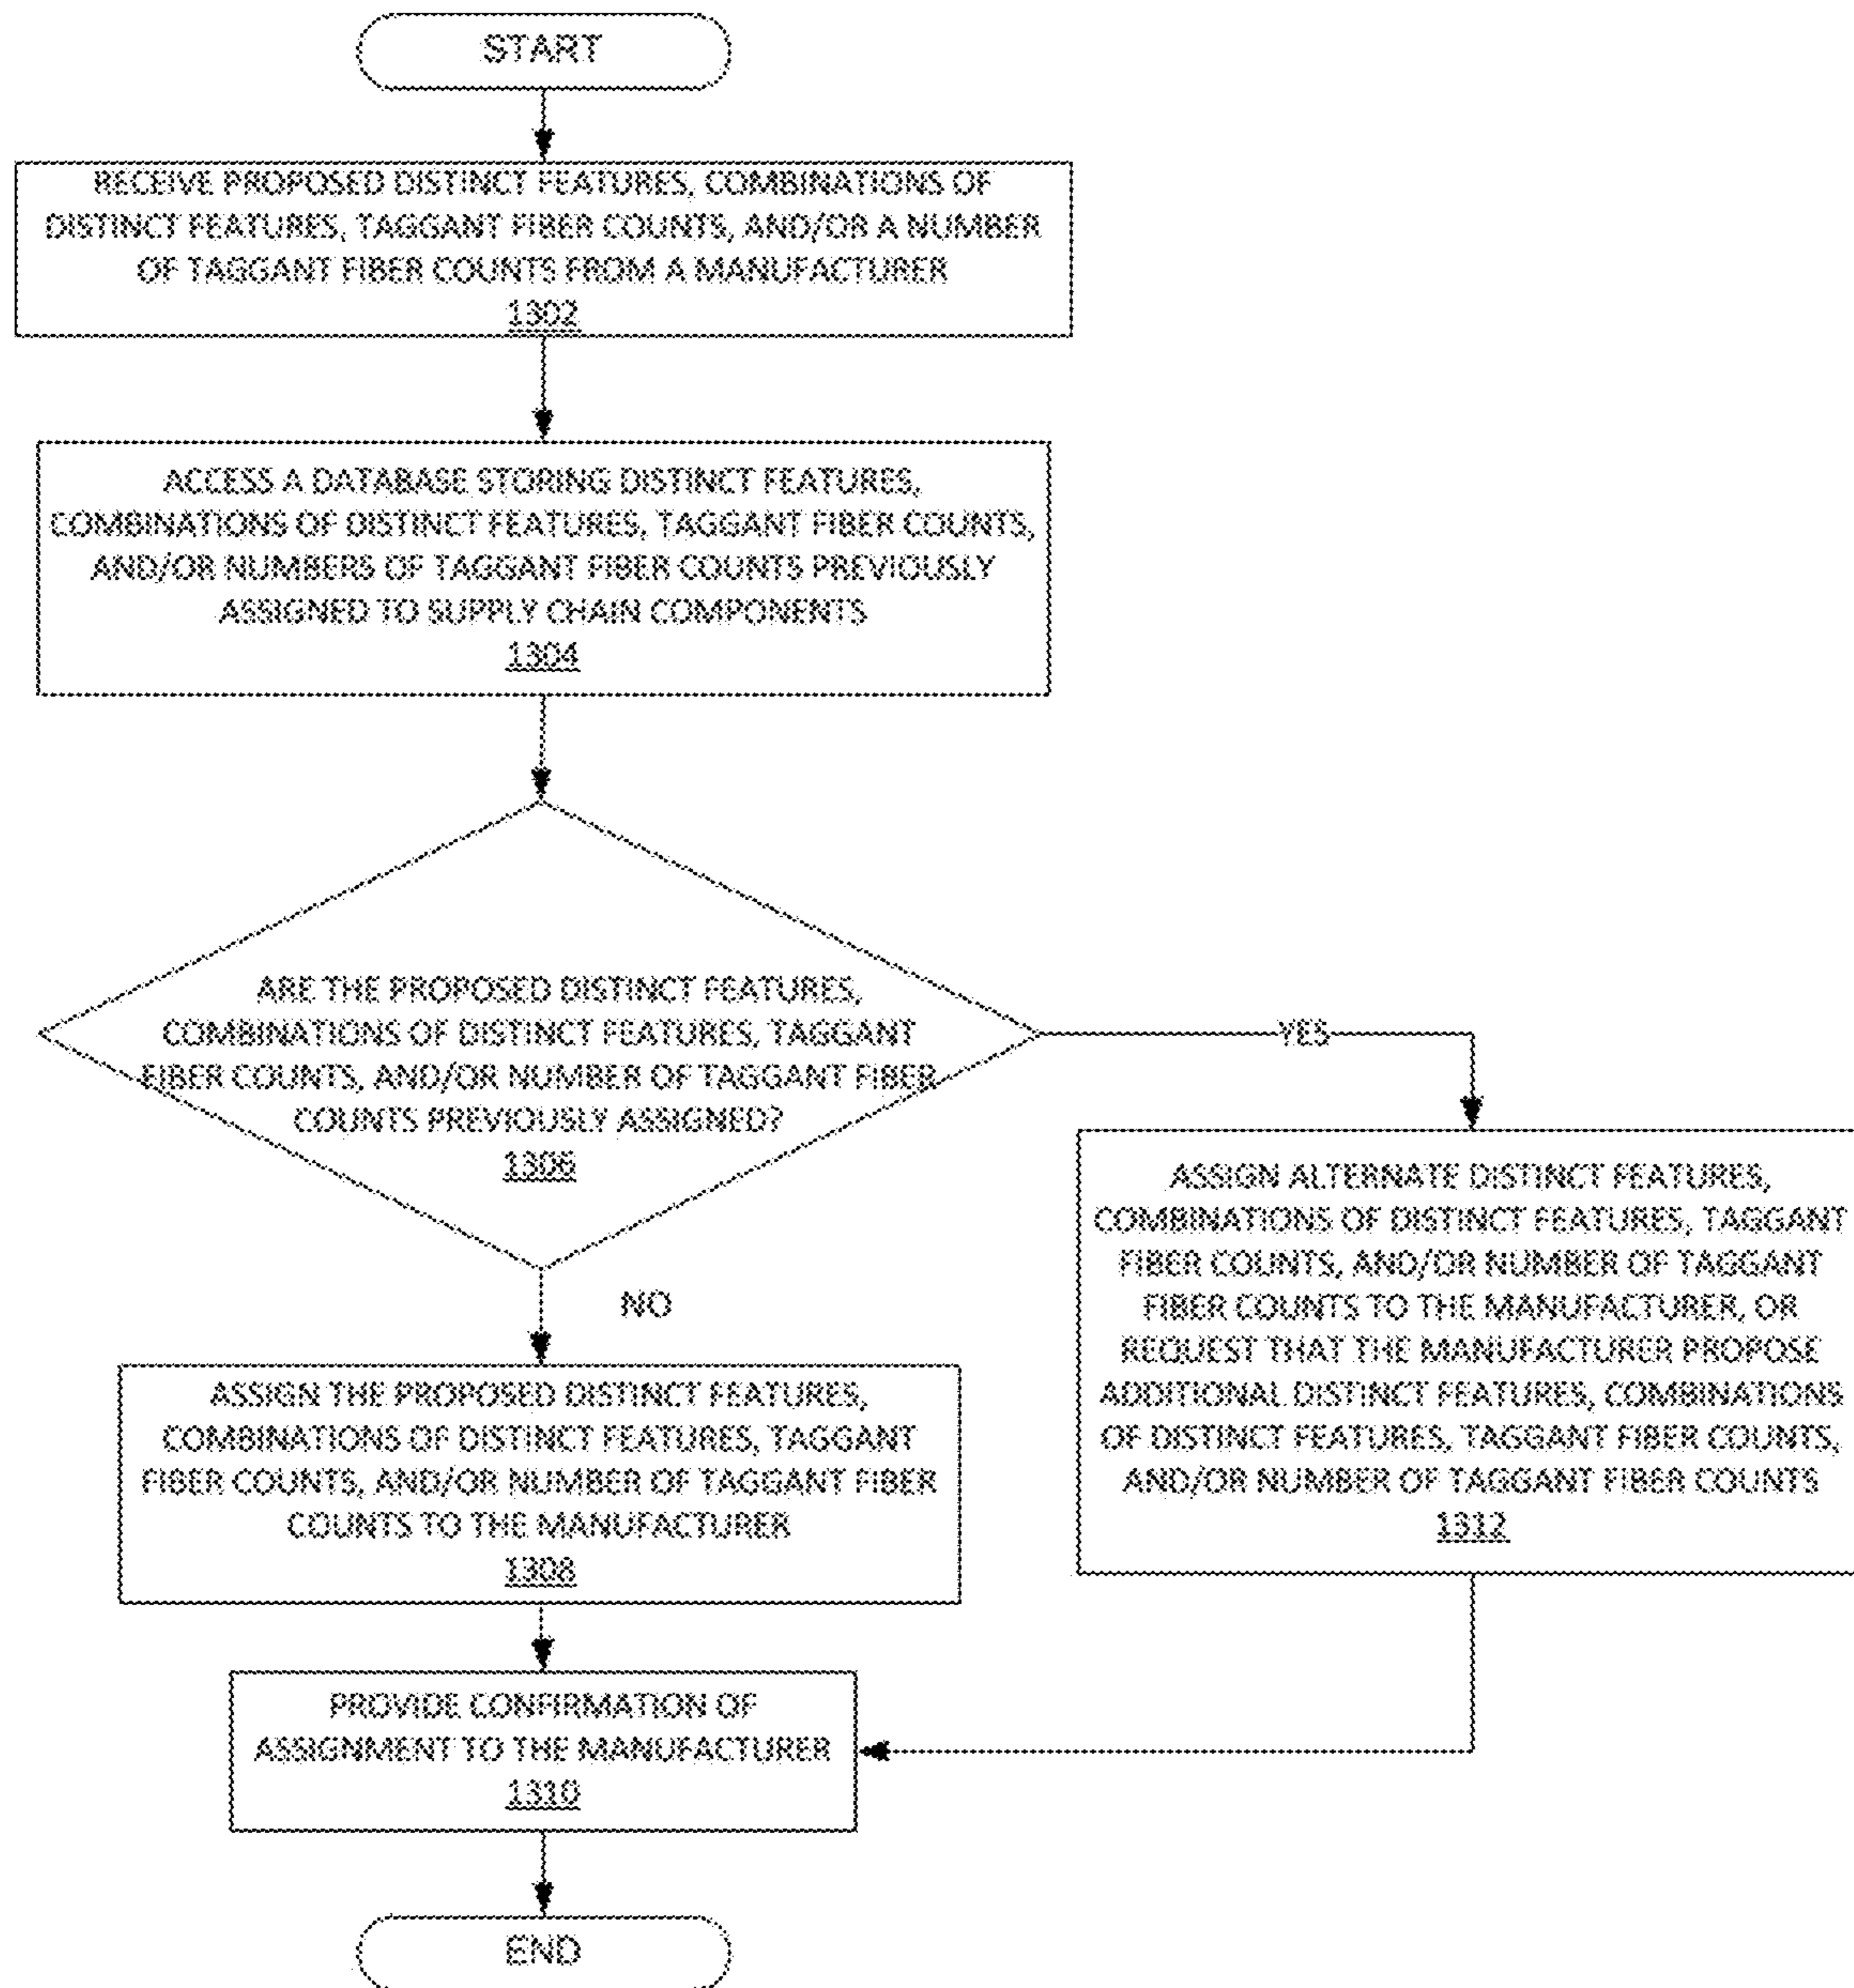 START
RECEIVE PROPOSED DISTINCT FEATURES, COMBINATIONS OF
DISTINCT FEATURES, TAGGANT FIBER COUNTS, AND/OR A NUMBER
OF TAGGANT FIBER COUNTS FROM A MANUFACTURER
1302
ACCESS A DATABASE STORING DISTINCT FEATURES,
COMBINATIONS OF DISTINCT FEATURES, TAGGANT FIBER COUNTS,
AND/OR NUMBERS OF TAGGANT FIBER COUNTS PREVIOUSLY
ASSIGNED TO SUPPLY CHAIN COMPONENTS
1304
ARE THE PROPOSED DISTINCT FEATURES,
COMBINATIONS OF DISTINCT FEATURES, TAGGANT
FIBER COUNTS, AND/OR NUMBER OF TAGGANT FIBER
COUNTS PREVIOUSLY ASSIGNED?
1306
YES
NO
ASSIGN ALTERNATE DISTINCT FEATURES,
COMBINATIONS OF DISTINCT FEATURES, TAGGANT
FIBER COUNTS, AND/OR NUMBER OF TAGGANT
FIBER COUNTS TO THE MANUFACTURER, OR
REQUEST THAT THE MANUFACTURER PROPOSE
ADDITIONAL DISTINCT FEATURES, COMBINATIONS
OF DISTINCT FEATURES, TAGGANT FIBER COUNTS,
AND/OR NUMBER OF TAGGANT FIBER COUNTS
1312
ASSIGN THE PROPOSED DISTINCT FEATURES,
COMBINATIONS OF DISTINCT FEATURES, TAGGANT
FIBER COUNTS, AND/OR NUMBER OF TAGGANT FIBER
COUNTS TO THE MANUFACTURER
1308
PROVIDE CONFIRMATION OF
ASSIGNMENT TO THE MANUFACTURER
1310
END